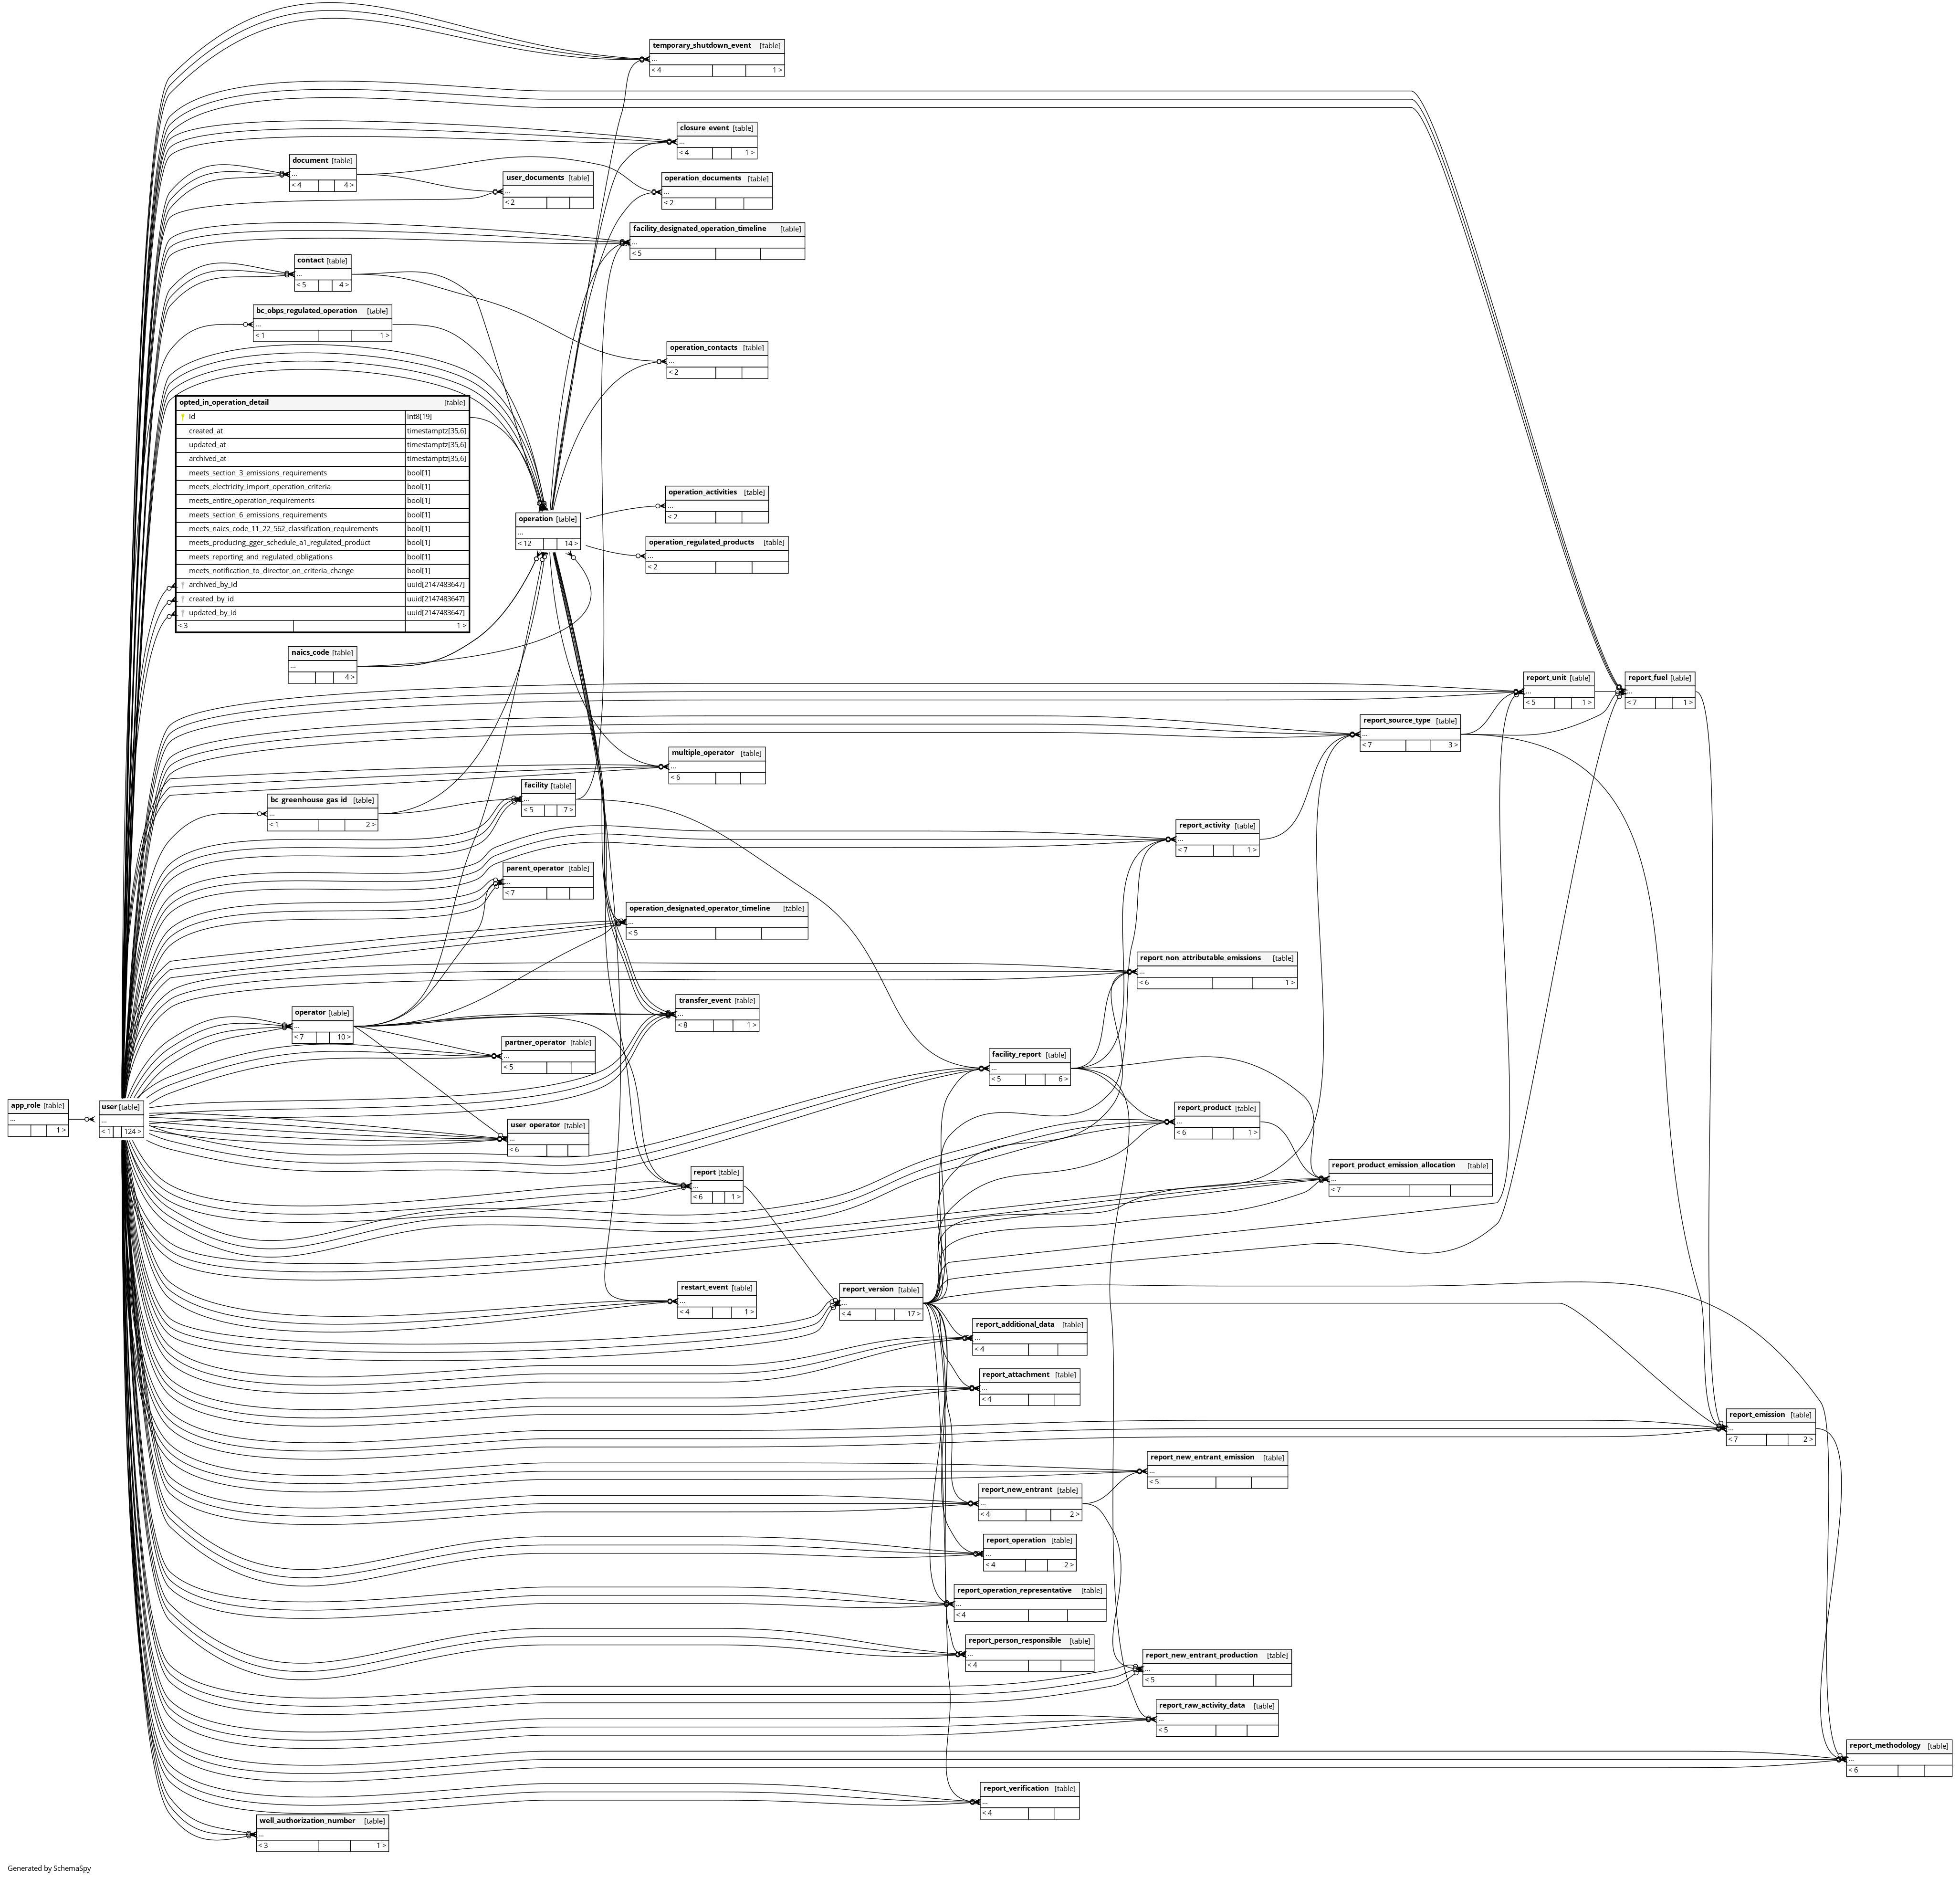 temporary_shutdown_event [table]
...
< 4 1 >
closure_event [table]
...
< 4 1 >
document [table]
...
< 4 4 >
user_documents [table]
...
< 2
operation_documents [table]
...
< 2
facility_designated_operation_timeline [table]
...
< 5
contact [table]
...
< 5 4 >
bc_obps_regulated_operation [table]
...
< 1 1 >
operation_contacts [table]
...
< 2
opted_in_operation_detail [table]
id int8[19]
created_at timestamptz[35,6]
updated_at timestamptz[35,6]
archived_at timestamptz[35,6]
meets_section_3_emissions_requirements bool[1]
meets_electricity_import_operation_criteria bool[1]
meets_entire_operation_requirements bool[1]
meets_section_6_emissions_requirements bool[1]
meets_naics_code_11_22_562_classification_requirements bool[1]
meets_producing_gger_schedule_a1_regulated_product bool[1]
meets_reporting_and_regulated_obligations bool[1]
meets_notification_to_director_on_criteria_change bool[1]
archived_by_id uuid[2147483647]
created_by_id uuid[2147483647]
updated_by_id uuid[2147483647]
< 3 1 >
operation_activities [table]
...
< 2
operation [table]
...
< 12 14 >
operation_regulated_products [table]
...
< 2
naics_code [table]
...
4 >
report_unit [table]
...
< 5 1 >
report_fuel [table]
...
< 7 1 >
report_source_type [table]
...
< 7 3 >
multiple_operator [table]
...
< 6
facility [table]
...
< 5 7 >
bc_greenhouse_gas_id [table]
...
< 1 2 >
report_activity [table]
...
< 7 1 >
parent_operator [table]
...
< 7
operation_designated_operator_timeline [table]
...
< 5
report_non_attributable_emissions [table]
...
< 6 1 >
transfer_event [table]
...
< 8 1 >
operator [table]
...
< 7 10 >
partner_operator [table]
...
< 5
facility_report [table]
...
< 5 6 >
app_role [table]
...
1 >
user [table]
...
< 1 124 >
report_product [table]
...
< 6 1 >
user_operator [table]
...
< 6
report_product_emission_allocation [table]
...
< 7
report [table]
...
< 6 1 >
restart_event [table]
...
< 4 1 >
report_version [table]
...
< 4 17 >
report_additional_data [table]
...
< 4
report_attachment [table]
...
< 4
report_emission [table]
...
< 7 2 >
report_new_entrant_emission [table]
...
< 5
report_new_entrant [table]
...
< 4 2 >
report_operation [table]
...
< 4 2 >
report_operation_representative [table]
...
< 4
report_person_responsible [table]
...
< 4
report_new_entrant_production [table]
...
< 5
report_raw_activity_data [table]
...
< 5
report_methodology [table]
...
< 6
report_verification [table]
...
< 4
well_authorization_number [table]
...
< 3 1 >
Generated by SchemaSpy